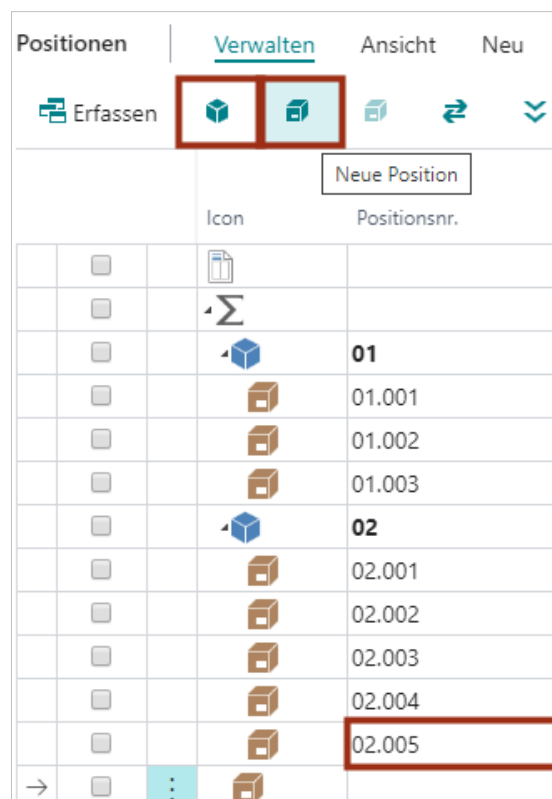 Positionen Verwalten Ansicht Neu
Erfassen
Neue Position
Icon Positionsnr.
01
01.001
01.002
01.003
02
02.001
02.002
02.003
02.004
02.005